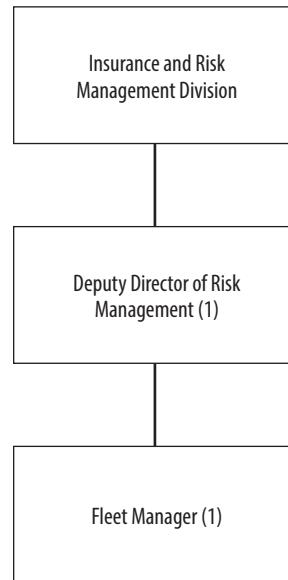 Insurance and Risk
Management Division
Deputy Director of Risk
Management (1)
Fleet Manager (1)